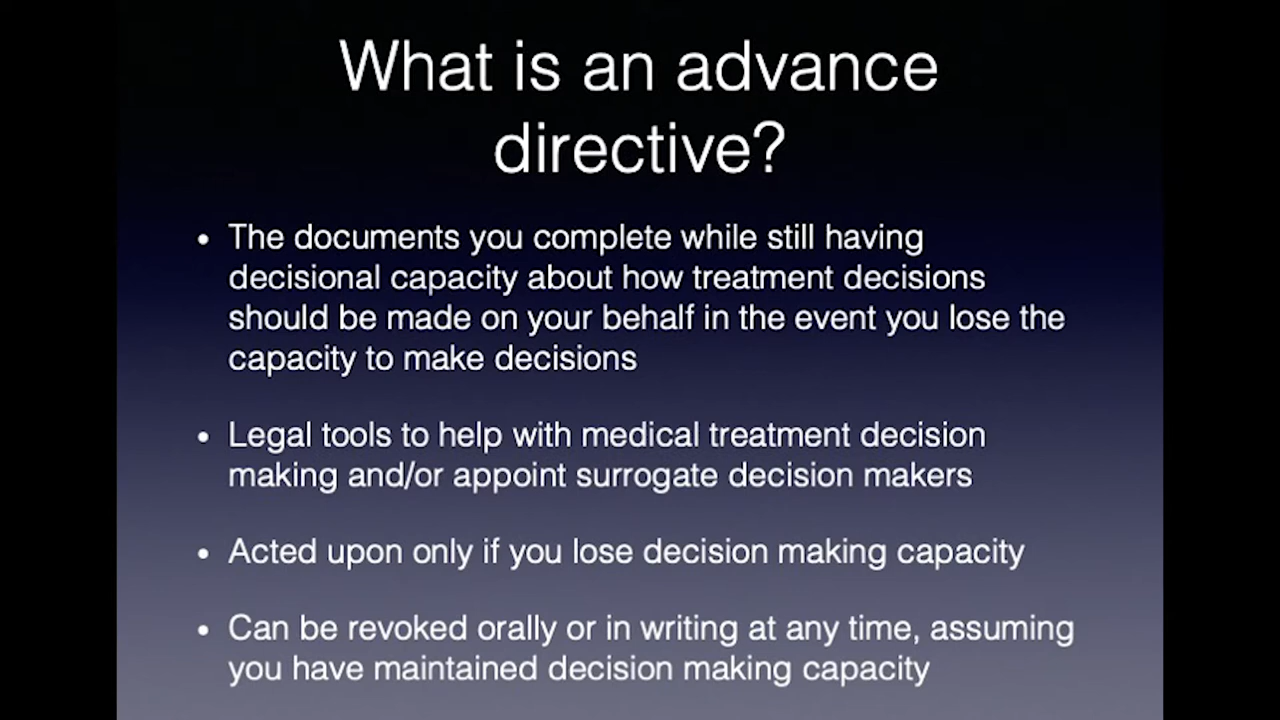 What is an advance
directive?
• The documents you complete while still having
decisional capacity about how treatment decisions
should be made on your behalf in the event you lose the
capacity to make decisions
• Legal tools to help with medical treatment decision
making and/or appoint surrogate decision makers
• Acted upon only if you lose decision making capacity
• Can be revoked orally or in writing at any time, assuming
you have maintained decision making capacity